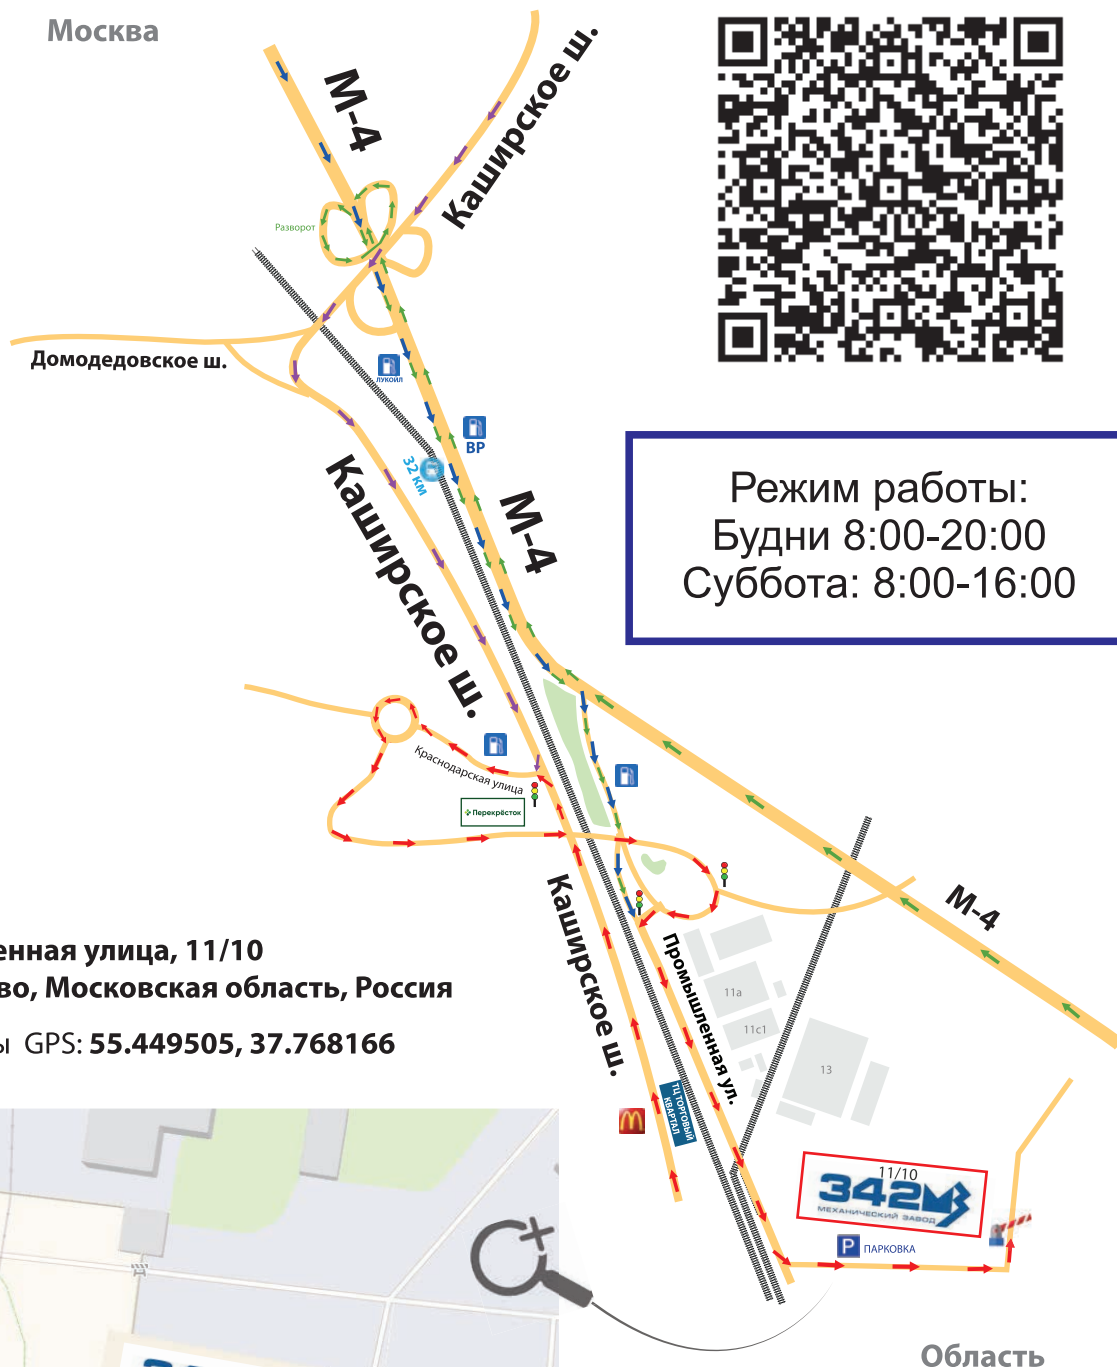 Москва
М-4
Каширское ш.
Разворот
Домодедовское ш.
ЛУКОЙЛ
BP
32 км
Режим работы:
Будни 8:00-20:00
Суббота: 8:00-16:00
М-4
Каширское ш.
Краснодарская улица
Перекрёсток
М-4
Каширское ш.
Промышленная ул.
11а
11с1
13
енная улица, 11/10
во, Московская область, Россия
ы GPS: 55.449505, 37.768166
ТЦ ТОРГОВЫЙ
КВАРТАЛ
11/10
342 МЗ
МЕХАНИЧЕСКИЙ ЗАВОД
P ПАРКОВКА
Область